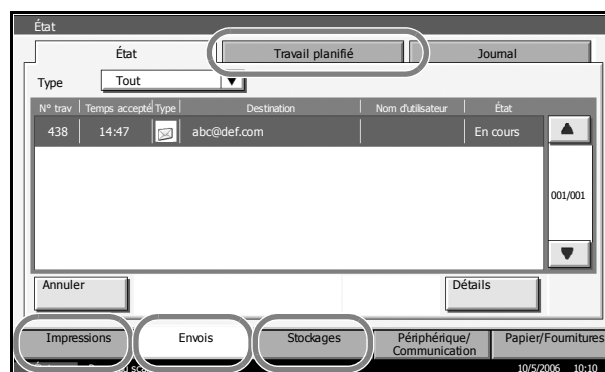 État
État Travail planifié Journal
Type Tout
N° trav Temps accepté Type Destination Nom d'utilisateur État
438 14:47 abc@def.com En cours
001/001
Annuler Détails
Impressions Envois Stockages Périphérique/ Communication Papier/Fournitures
10/5/2006 10:10